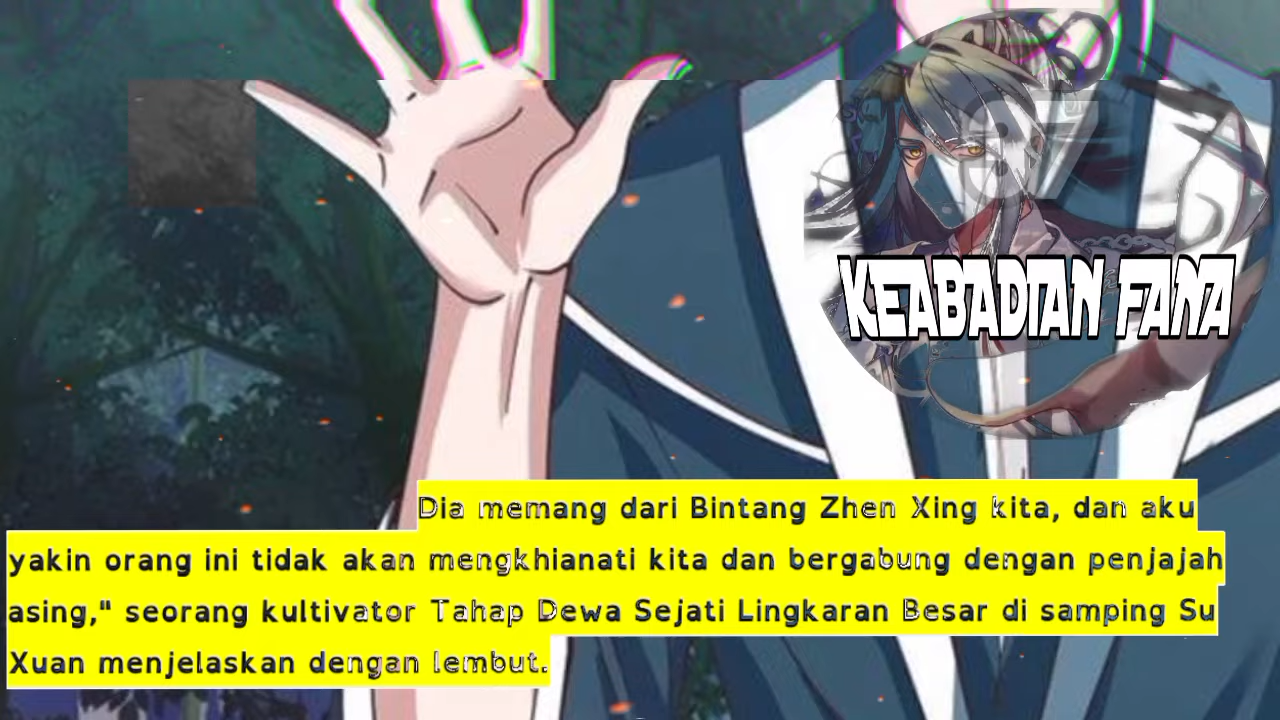 KEABADIAN FANA
Dia memang dari Bintang Zhen Xing kita, dan aku
yakin orang ini tidak akan mengkhianati kita dan bergabung dengan penjajah
asing," seorang kultivator Tahap Dewa Sejati Lingkaran Besar di samping Su
Xuan menjelaskan dengan lembut.